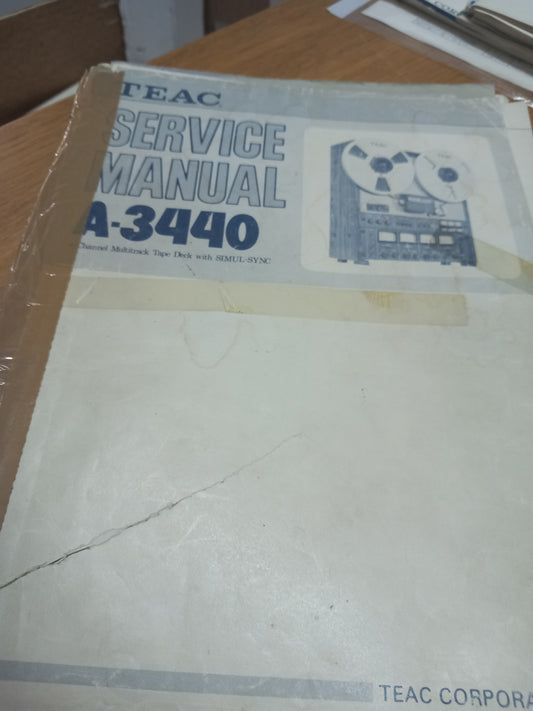 TEAC
SERVICE
MANUAL
A-3440
Channel Multitrack Tape Deck with SIMUL-SYNC
TEAC CORPORA